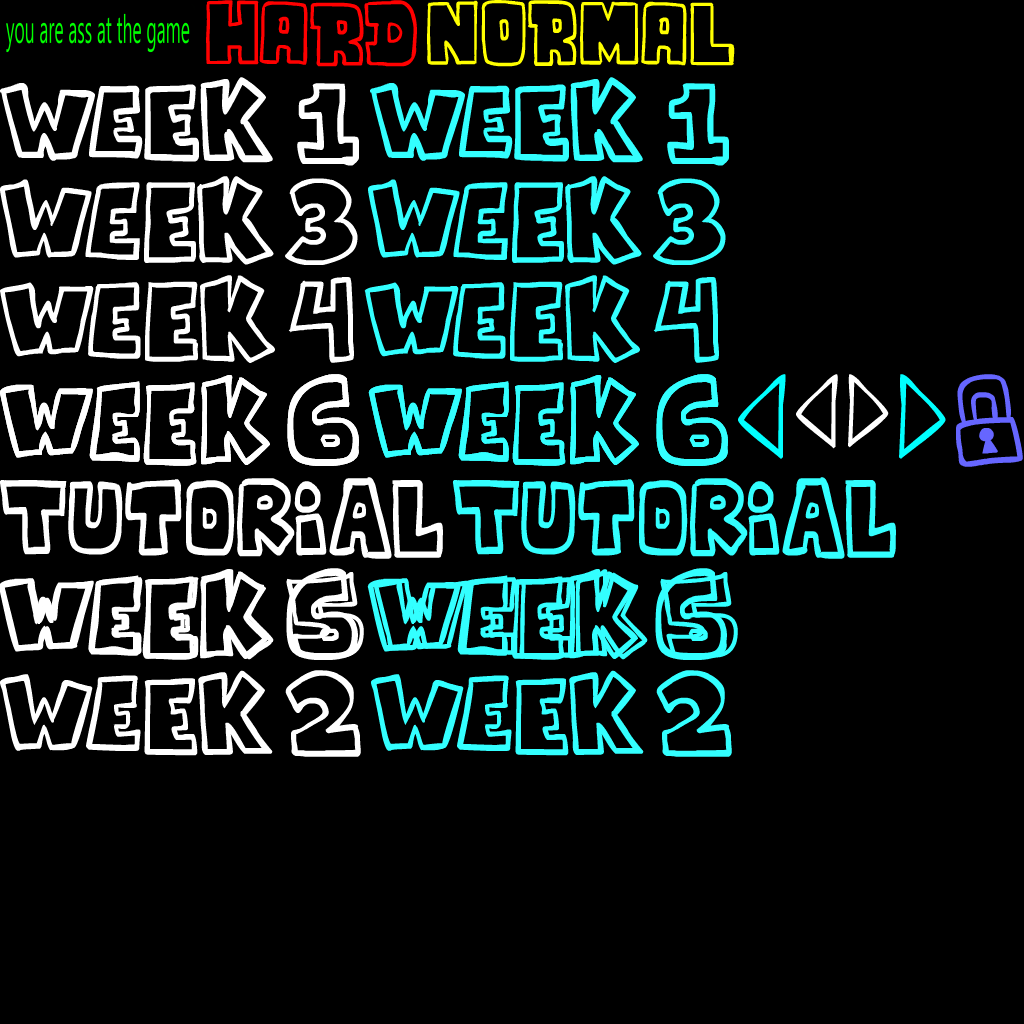 you are ass at the game HARD NORMAL
WEEK 1 WEEK 1
WEEK 3 WEEK 3
WEEK 4 WEEK 4
WEEK 6 WEEK 6
TUTORiAL TUTORiAL
WEEK 5 WEEK 5
WEEK 2 WEEK 2